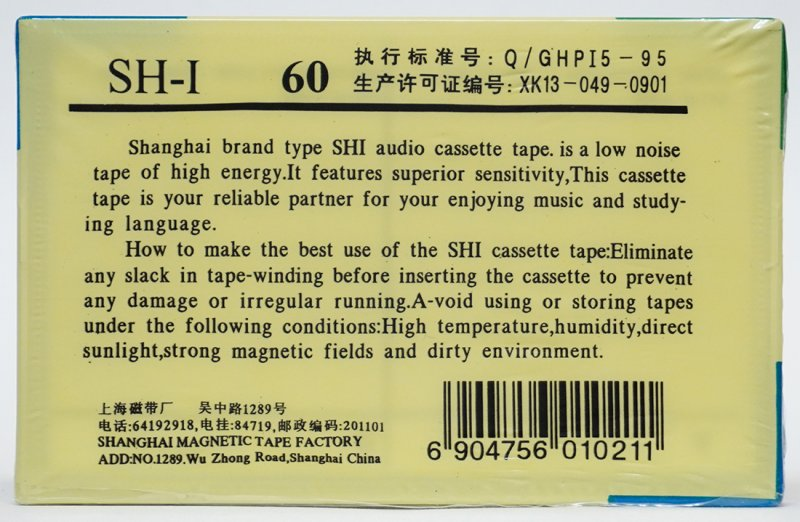 SH-I 60
执行标准号: Q/GHPI5-95
生产许可证编号: XK13-049-0901
Shanghai brand type SHI audio cassette tape. is a low noise
tape of high energy.It features superior sensitivity,This cassette
tape is your reliable partner for your enjoying music and study-
ing language.
How to make the best use of the SHI cassette tape:Eliminate
any slack in tape-winding before inserting the cassette to prevent
any damage or irregular running.A-void using or storing tapes
under the following conditions:High temperature,humidity,direct
sunlight,strong magnetic fields and dirty environment.
上海磁带厂 吴中路1289号
电话:64192918,电挂:84719,邮政编码:201101
SHANGHAI MAGNETIC TAPE FACTORY
ADD:NO.1289.Wu Zhong Road,Shanghai China
6 904756 010211